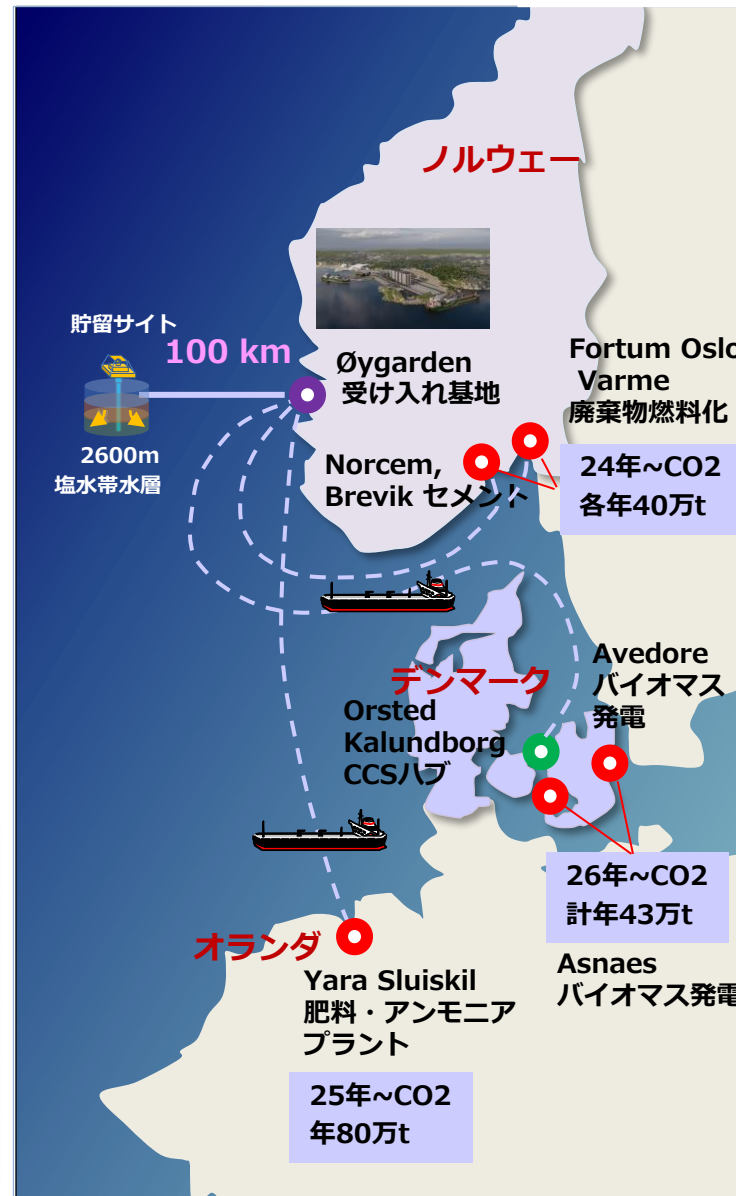 ノルウェー
貯留サイト
100 km
2600m
塩水帯水層
Øygarden
受け入れ基地
Fortum Oslo
Varme
廃棄物燃料化
Norcem,
Brevik セメント
24年~CO2
各年40万t
デンマーク
Orsted
Kalundborg
CCSハブ
Avedore
バイオマス
発電
26年~CO2
計年43万t
Asnaes
バイオマス発電
オランダ
Yara Sluiskil
肥料・アンモニア
プラント
25年~CO2
年80万t